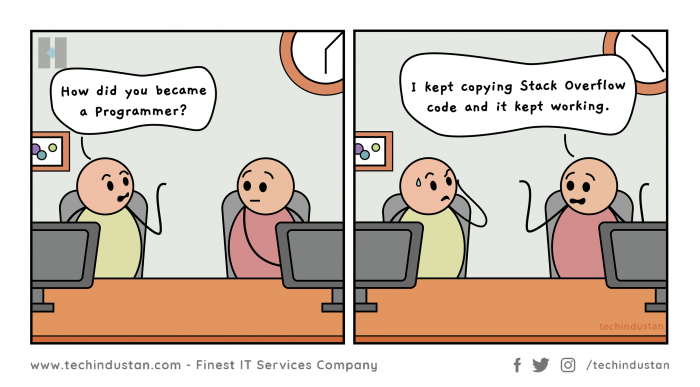 How did you became
a Programmer?
I kept copying Stack Overflow
code and it kept working.
techindustan
www.techindustan.com - Finest IT Services Company
/techindustan